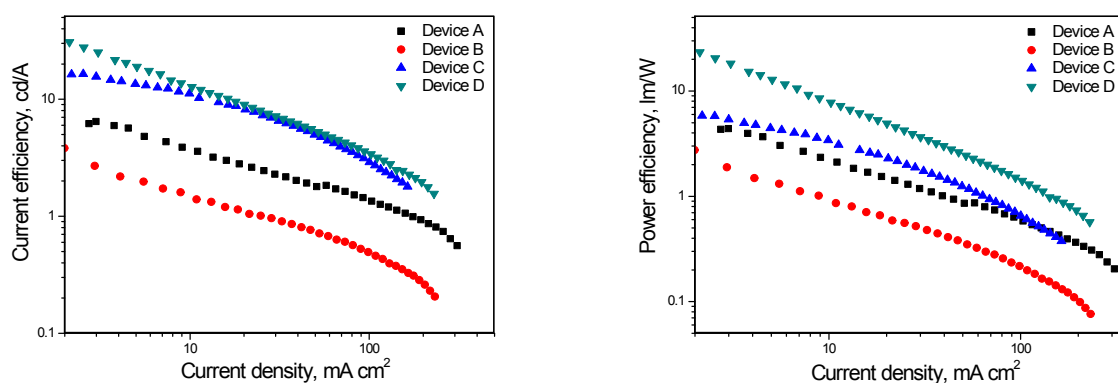 Current efficiency, cd/A
10
1
0.1
10
100
Current density, mA cm²
Device A
Device B
Device C
Device D
Power efficiency, lm/W
10
1
0.1
10
100
Current density, mA cm²
Device A
Device B
Device C
Device D